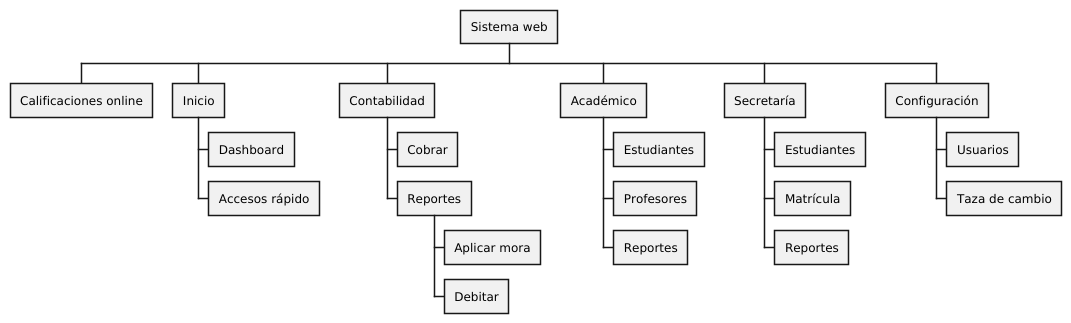 Sistema web
Calificaciones online
Inicio
Contabilidad
Académico
Secretaría
Configuración
Dashboard
Cobrar
Estudiantes
Estudiantes
Usuarios
Accesos rápido
Reportes
Profesores
Matrícula
Taza de cambio
Aplicar mora
Reportes
Reportes
Debitar